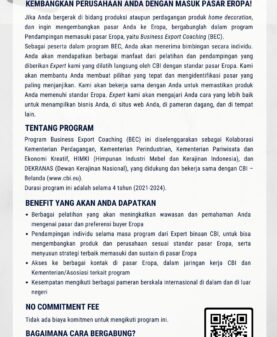 KEMBANGKAN PERUSAHAAN ANDA DENGAN MASUK PASAR EROPA!
Jika Anda bergerak di bidang produksi ataupun perdagangan produk home decoration,
dan ingin mengembangkan pasar Anda ke Eropa, bergabunglah dalam program
Pendampingan memasuki pasar Eropa, yaitu Business Export Coaching (BEC).
Sebagai peserta dalam program BEC, Anda akan menerima bimbingan secara individu.
Anda akan mendapatkan berbagai manfaat dari pelatihan dan pendampingan yang
diberikan Expert kami yang dilatih langsung oleh CBI dengan standar pasar Eropa. Kami
akan membantu Anda membuat pilihan yang tepat dan mengidentifikasi pasar yang
paling menjanjikan. Kami akan bekerja sama dengan Anda untuk memastikan produk
Anda memenuhi standar Eropa. Expert kami akan mengajari Anda cara yang lebih baik
untuk menampilkan bisnis Anda, di situs web Anda, di pameran dagang, dan di tempat
lain.
TENTANG PROGRAM
Program Business Export Coaching (BEC) ini diselenggarakan sebagai Kolaborasi
Kementerian Perdagangan, Kementerian Perindustrian, Kementerian Pariwisata dan
Ekonomi Kreatif, HIMKI (Himpunan Industri Mebel dan Kerajinan Indonesia), dan
DEKRANAS (Dewan Kerajinan Nasional), yang didukung dan bekerja sama dengan CBI –
Belanda (www.cbi.eu).
Durasi program ini adalah selama 4 tahun (2021-2024).
BENEFIT YANG AKAN ANDA DAPATKAN
• Berbagai pelatihan yang akan meningkatkan wawasan dan pemahaman Anda
mengenai pasar dan preferensi buyer Eropa
• Pendampingan individu selama masa program dari Expert binaan CBI, untuk bisa
mengembangkan produk dan perusahaan sesuai standar pasar Eropa, serta
menyusun strategi terbaik memasuki dan sustain di pasar Eropa
• Akses ke berbagai contact di pasar Eropa, dalam jaringan kerja CBI dan
Kementerian/Asosiasi terkait program
• Kesempatan mengikuti berbagai pameran berskala internasional di dalam dan di luar
negeri
NO COMMITMENT FEE
Tidak ada biaya komitmen untuk mengikuti program ini.
BAGAIMANA CARA BERGABUNG?